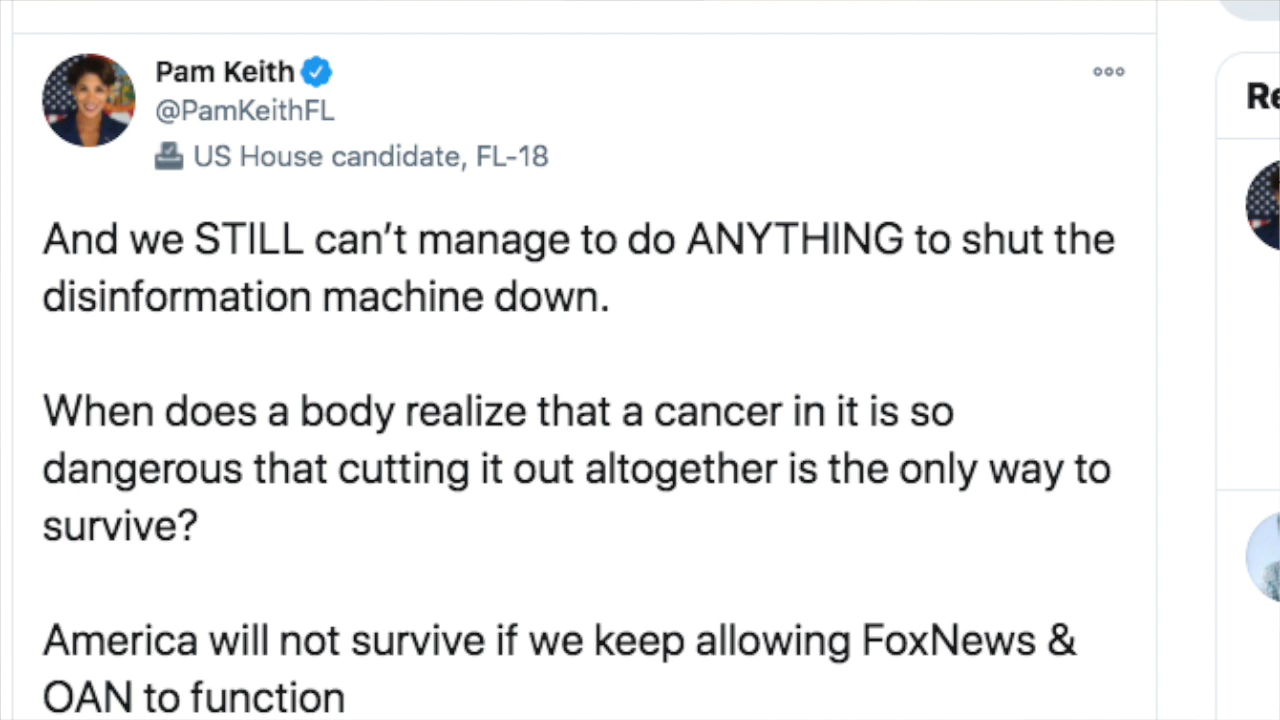 Pam Keith
@PamKeithFL
US House candidate, FL-18
And we STILL can’t manage to do ANYTHING to shut the
disinformation machine down.
When does a body realize that a cancer in it is so
dangerous that cutting it out altogether is the only way to
survive?
America will not survive if we keep allowing FoxNews &
OAN to function